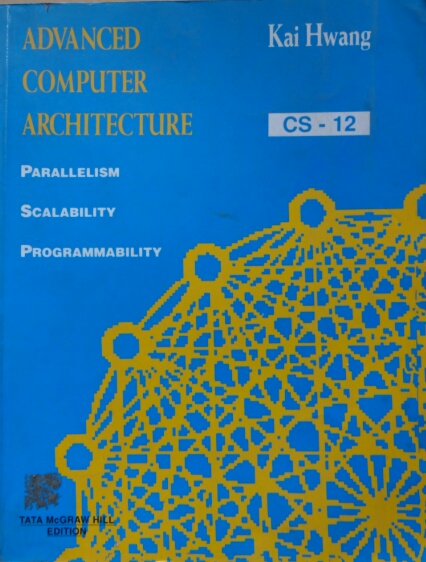 ADVANCED
COMPUTER
ARCHITECTURE
Kai Hwang
CS - 12
PARALLELISM
SCALABILITY
PROGRAMMABILITY
TATA McGRAW HILL
EDITION